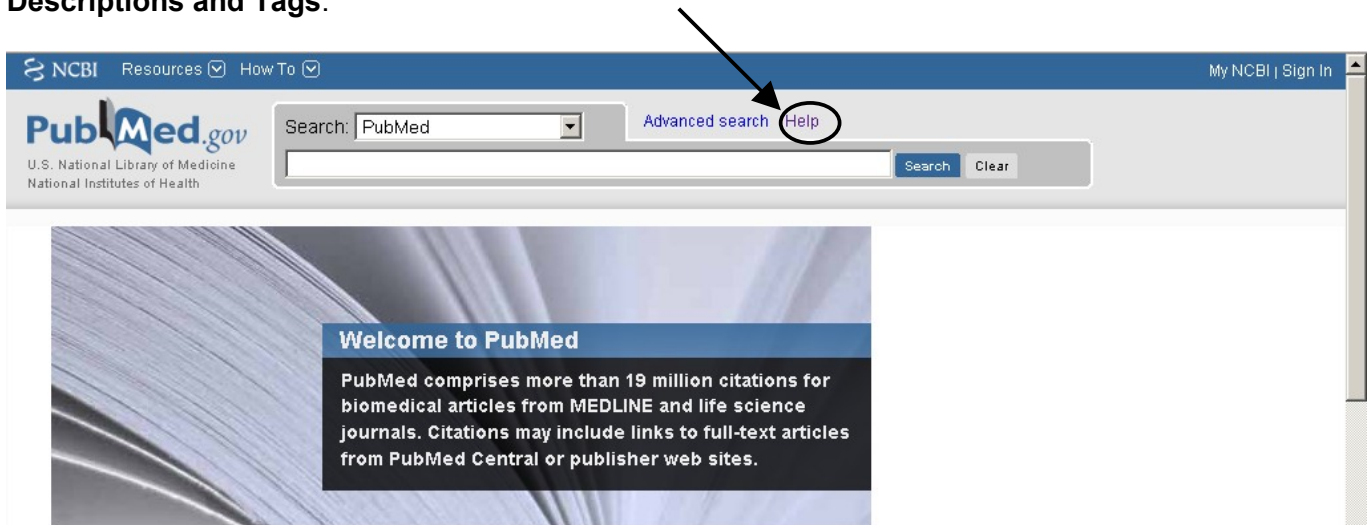 Descriptions and Tags.
NCBI Resources How To My NCBI | Sign In
PubMed.gov
U.S. National Library of Medicine
National Institutes of Health
Search: PubMed
Advanced search Help
Search Clear
Welcome to PubMed
PubMed comprises more than 19 million citations for
biomedical articles from MEDLINE and life science
journals. Citations may include links to full-text articles
from PubMed Central or publisher web sites.